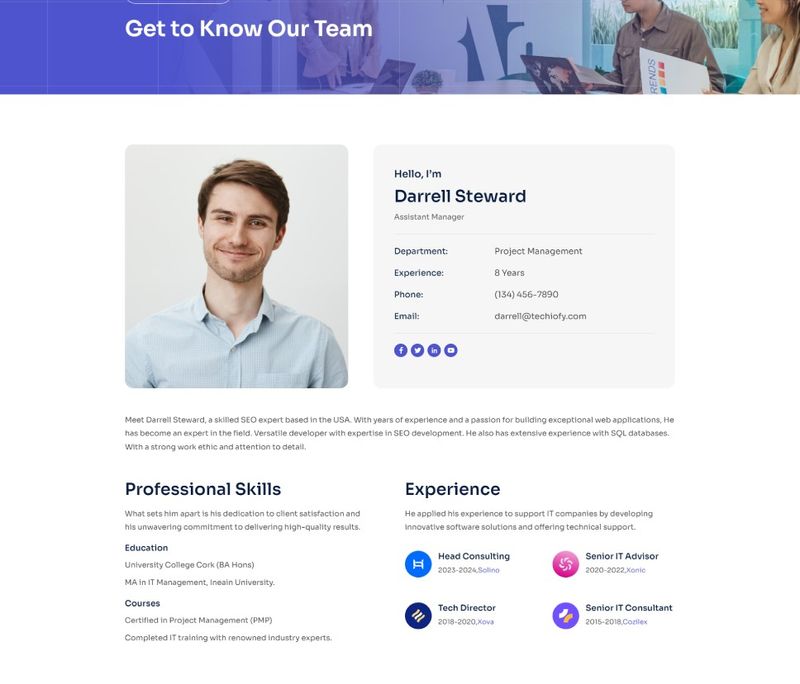 Get to Know Our Team
RENDS
Hello, I'm
Darrell Steward
Assistant Manager
Department: Project Management
Experience: 8 Years
Phone: (134) 456-7890
Email: darrell@techiofy.com
Meet Darrell Steward, a skilled SEO expert based in the USA. With years of experience and a passion for building exceptional web applications, He
has become an expert in the field. Versatile developer with expertise in SEO development. He also has extensive experience with SQL databases.
With a strong work ethic and attention to detail.
Professional Skills
What sets him apart is his dedication to client satisfaction and
his unwavering commitment to delivering high-quality results.
Education
University College Cork (BA Hons)
MA in IT Management, Ineain University.
Courses
Certified in Project Management (PMP)
Completed IT training with renowned industry experts.
Experience
He applied his experience to support IT companies by developing
innovative software solutions and offering technical support.
Head Consulting
2023-2024,Solino
Senior IT Advisor
2020-2022,Xonic
Tech Director
2018-2020,Xova
Senior IT Consultant
2015-2018,Cozilex